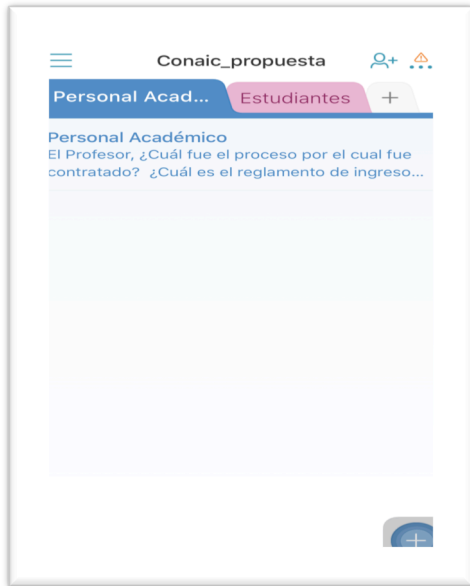 Conaic_propuesta
Personal Acad...
Estudiantes
Personal Académico
El Profesor, ¿Cuál fue el proceso por el cual fue
contratado? ¿Cuál es el reglamento de ingreso...